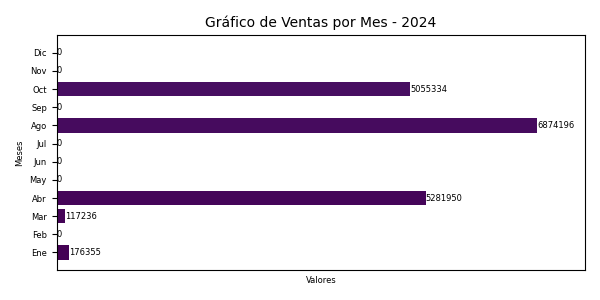 Gráfico de Ventas por Mes - 2024
Meses
Dic 0
Nov 0
Oct 5055334
Sep 0
Ago 6874196
Jul 0
Jun 0
May 0
Abr 5281950
Mar 117236
Feb 0
Ene 176355
Valores